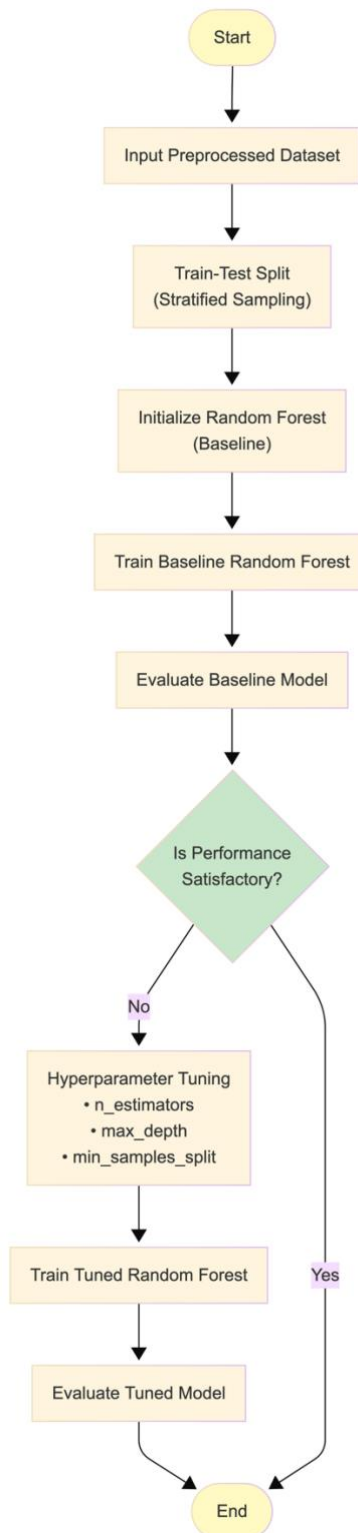 Start
Input Preprocessed Dataset
Train-Test Split
(Stratified Sampling)
Initialize Random Forest
(Baseline)
Train Baseline Random Forest
Evaluate Baseline Model
Is Performance
Satisfactory?
No
Hyperparameter Tuning
• n_estimators
• max_depth
• min_samples_split
Train Tuned Random Forest
Yes
Evaluate Tuned Model
End